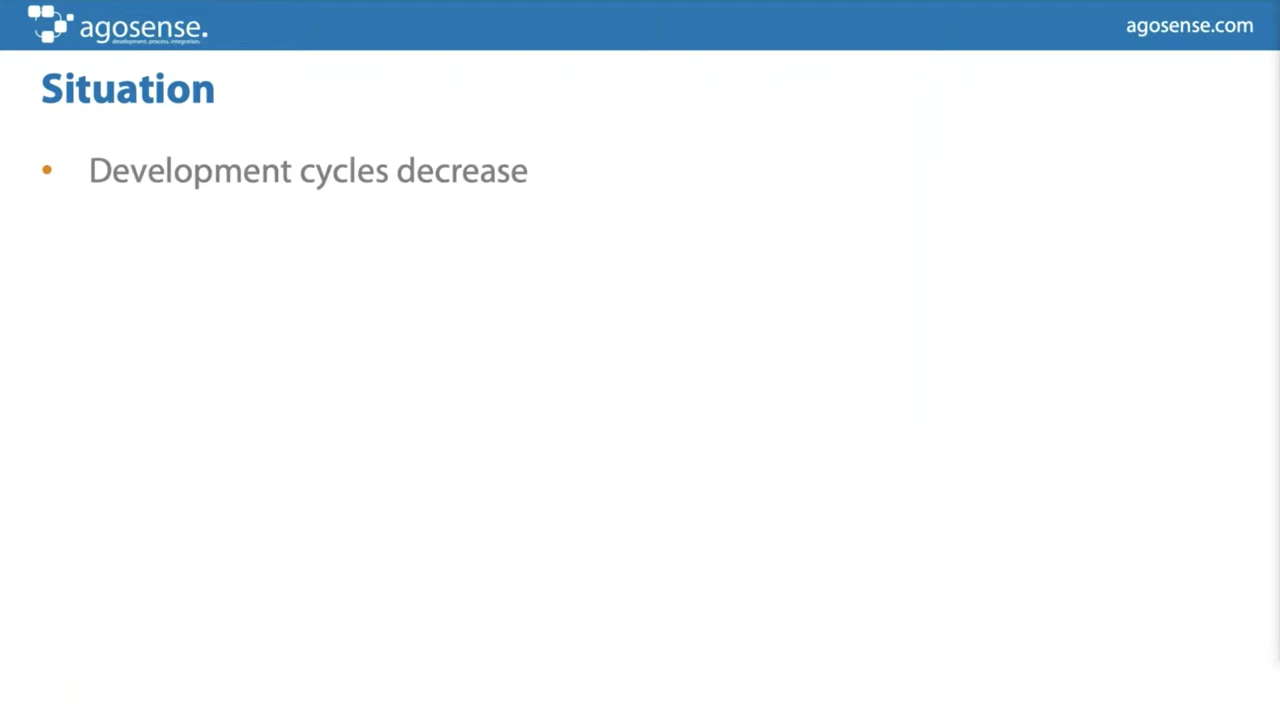 agosense.
development. process. integration.
agosense.com
Situation
• Development cycles decrease